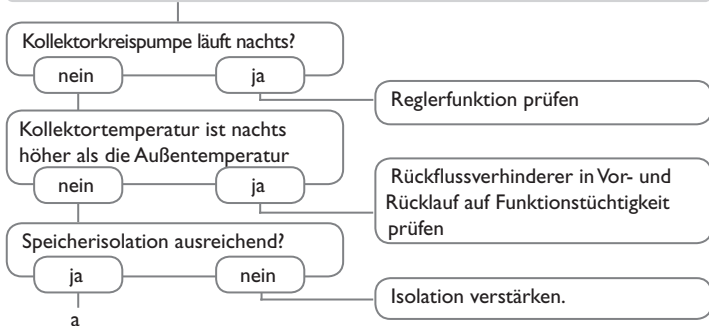 Kollektorkreispumpe läuft nachts?
nein
ja
Reglerfunktion prüfen
Kollektortemperatur ist nachts
höher als die Außentemperatur
nein
ja
Rückflussverhinderer in Vor- und
Rücklauf auf Funktionstüchtigkeit
prüfen
Speicherisolation ausreichend?
ja
nein
Isolation verstärken.
a